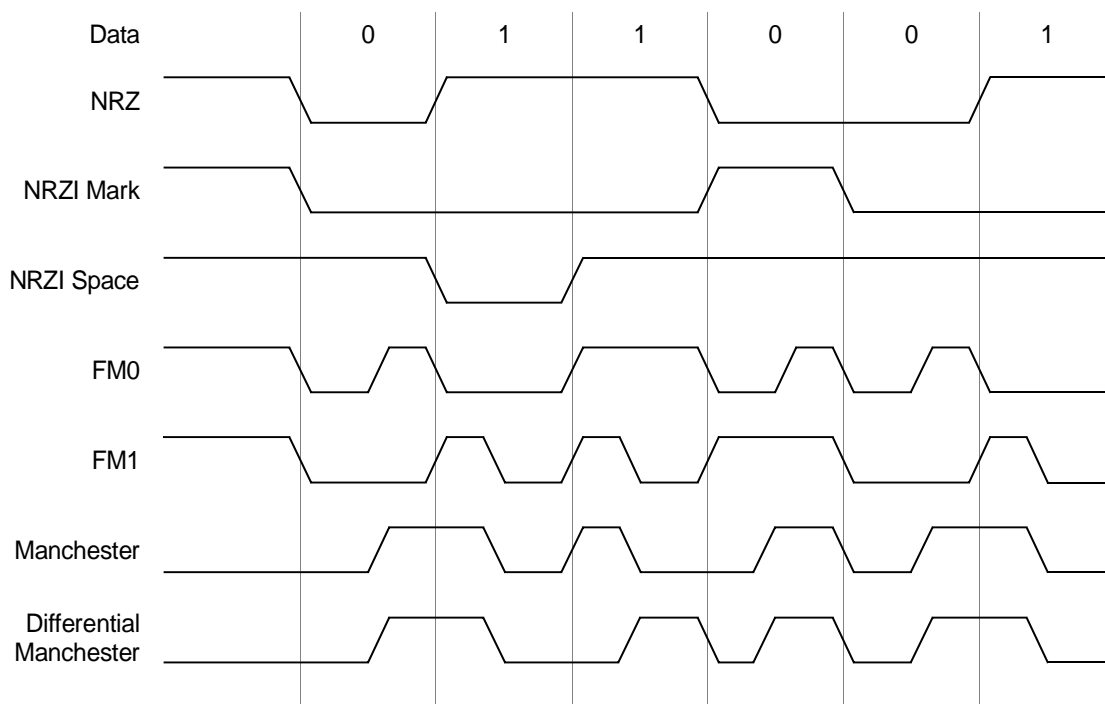 Data 0 1 1 0 0 1
NRZ
NRZI Mark
NRZI Space
FM0
FM1
Manchester
Differential
Manchester